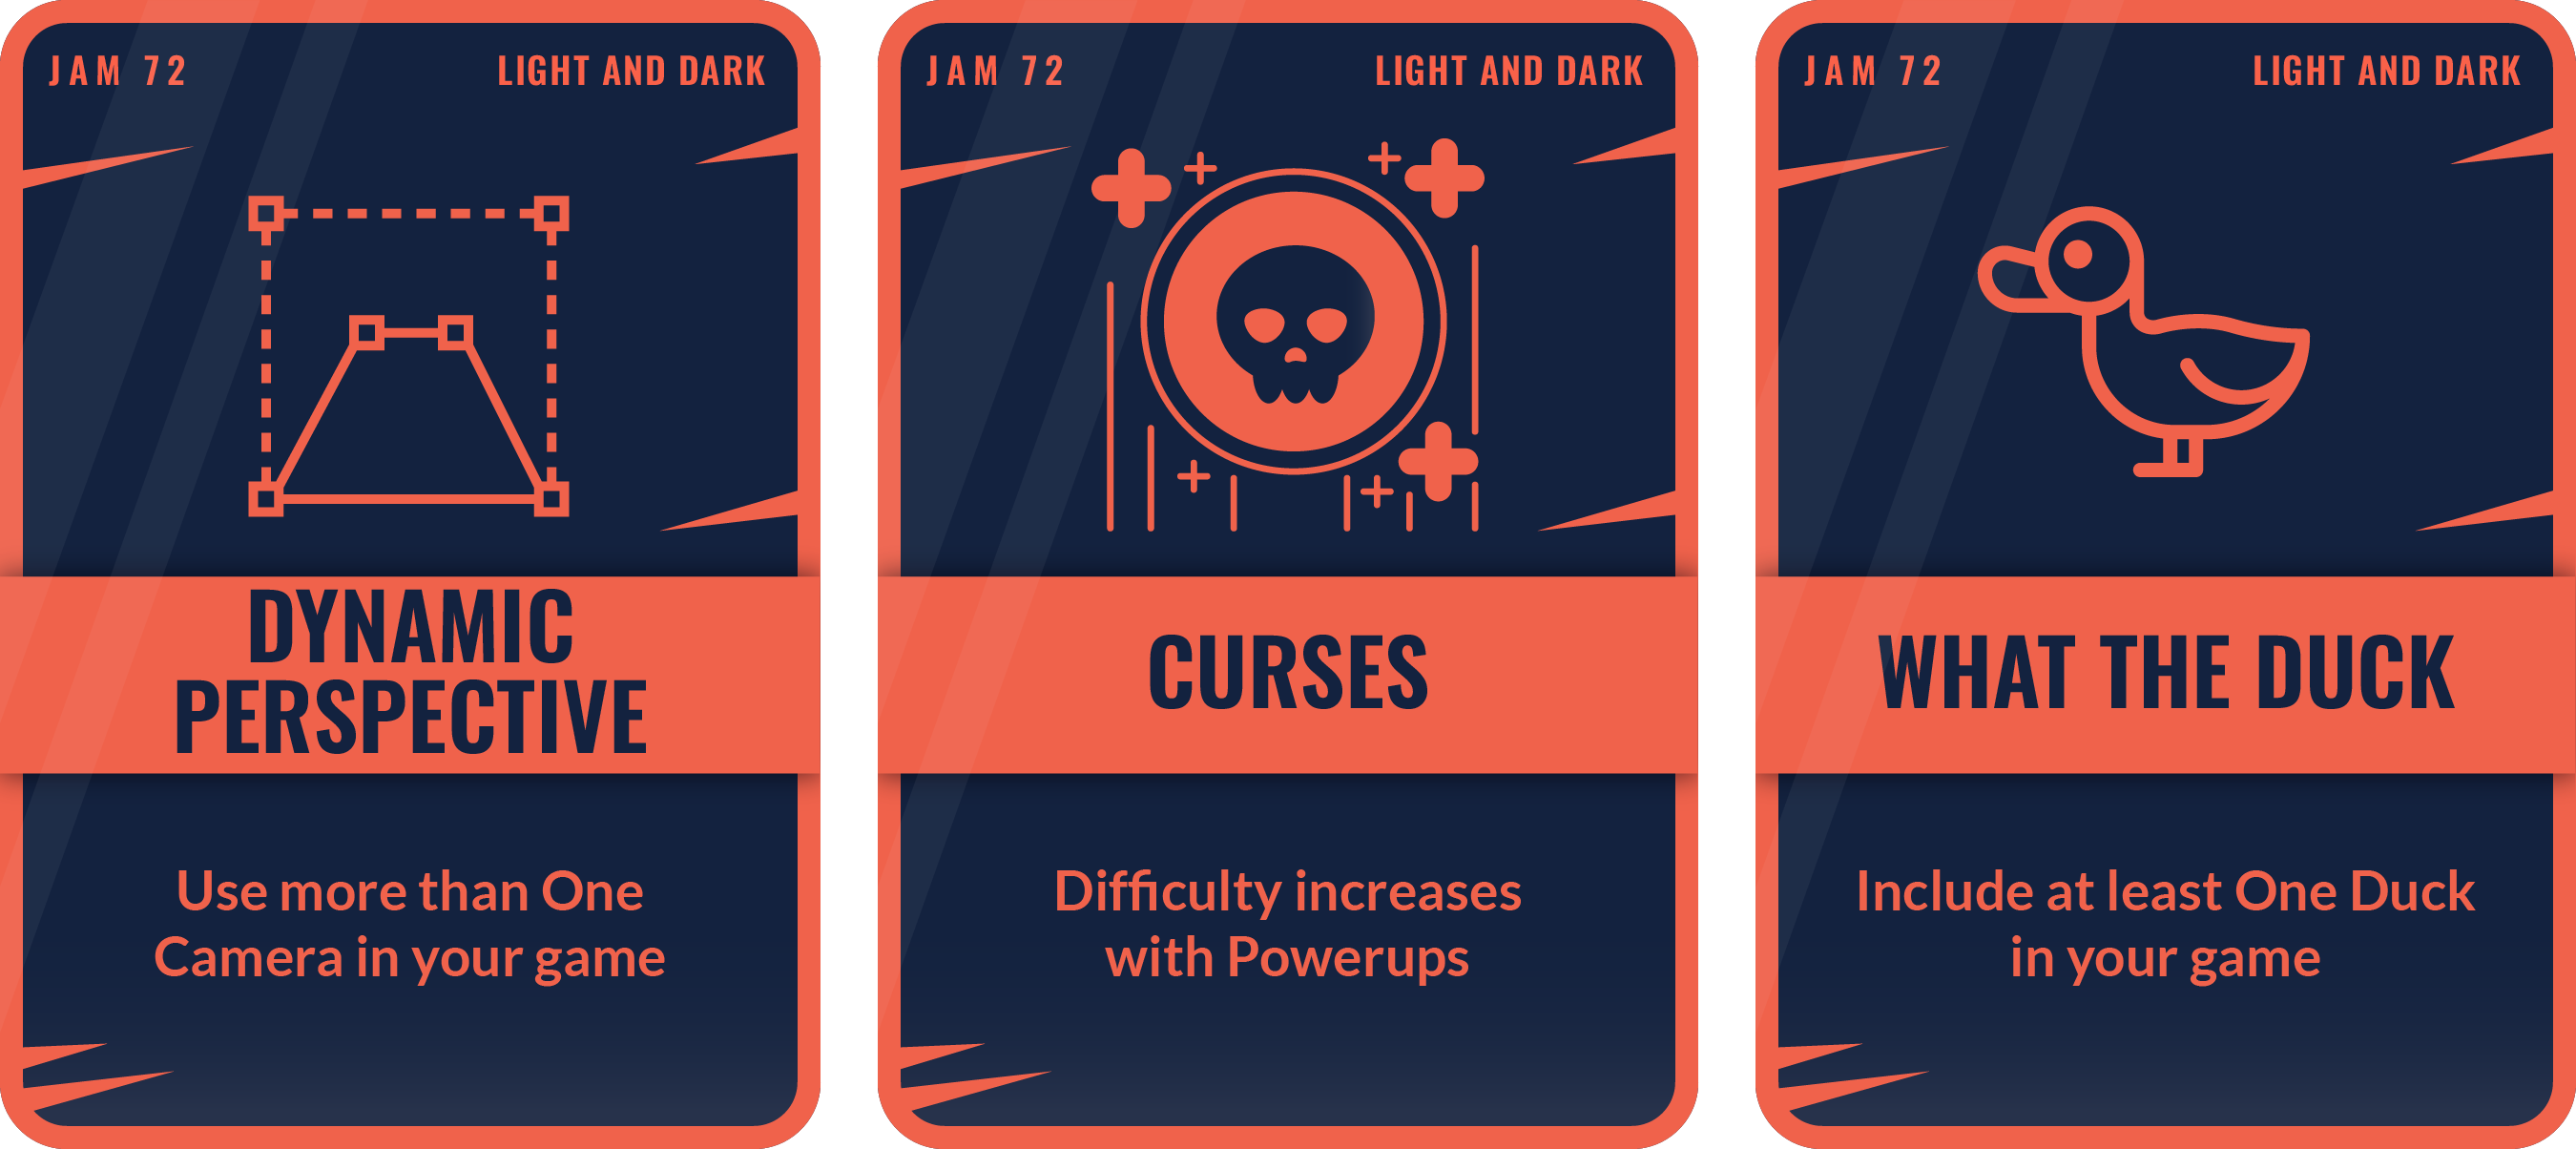 JAM 72
LIGHT AND DARK
DYNAMIC
PERSPECTIVE
Use more than One
Camera in your game
JAM 72
LIGHT AND DARK
CURSES
Difficulty increases
with Powerups
JAM 72
LIGHT AND DARK
WHAT THE DUCK
Include at least One Duck
in your game